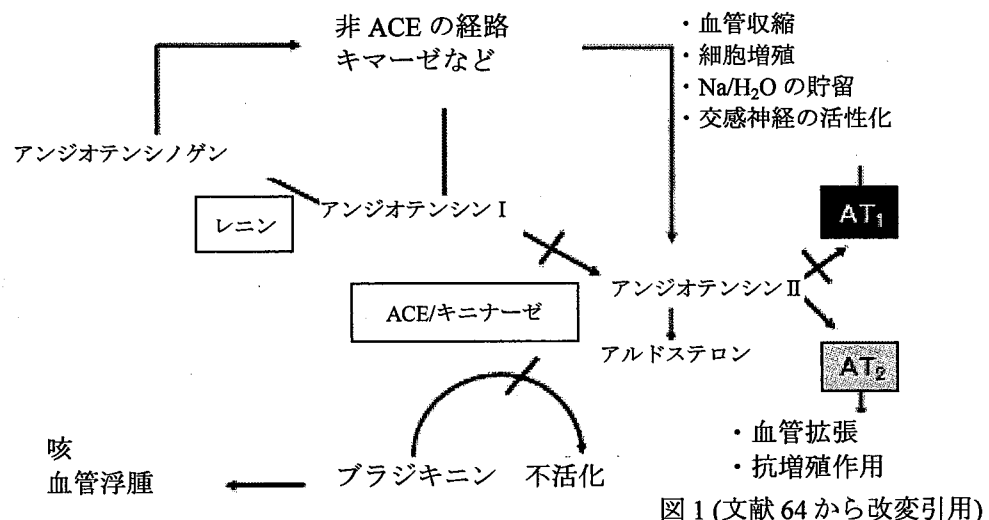 非 ACE の経路
キマーゼなど
・血管収縮
・細胞増殖
・Na/H₂O の貯留
・交感神経の活性化
アンジオテンシノゲン
レニン
アンジオテンシン I
AT₁
アンジオテンシン II
ACE/キニナーゼ
アルドステロン
AT₂
・血管拡張
・抗増殖作用
咳
血管浮腫
ブラジキニン 不活化
図 1 (文献 64 から改変引用)